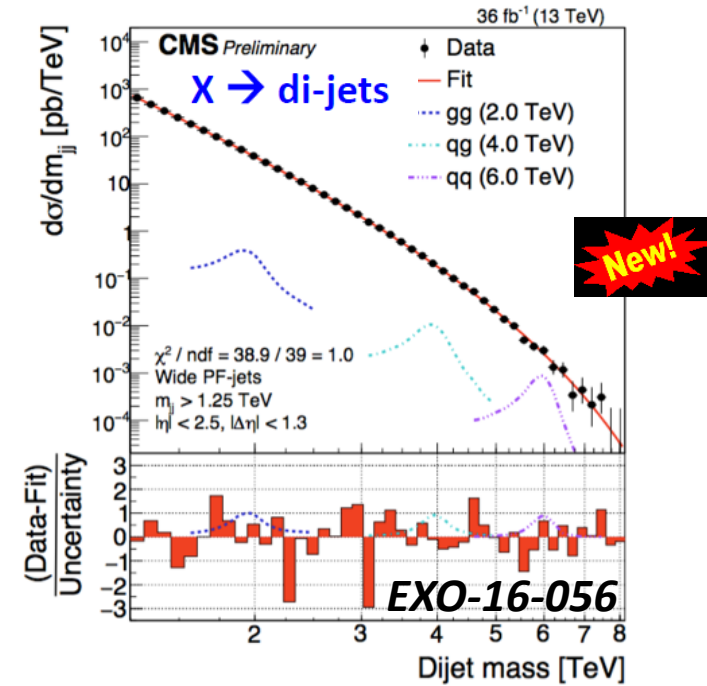 36 fb⁻¹ (13 TeV)
CMS Preliminary
X → di-jets
Data
Fit
gg (2.0 TeV)
qg (4.0 TeV)
qq (6.0 TeV)
dσ/dm_jj [pb/TeV]
10⁴
10³
10²
10
1
10⁻¹
10⁻²
10⁻³
10⁻⁴
New!
χ² / ndf = 38.9 / 39 = 1.0
Wide PF-jets
m_jj > 1.25 TeV
|η| < 2.5, |Δη| < 1.3
(Data-Fit)
Uncertainty
3
2
1
0
−1
−2
−3
EXO-16-056
2 3 4 5 6 7 8
Dijet mass [TeV]